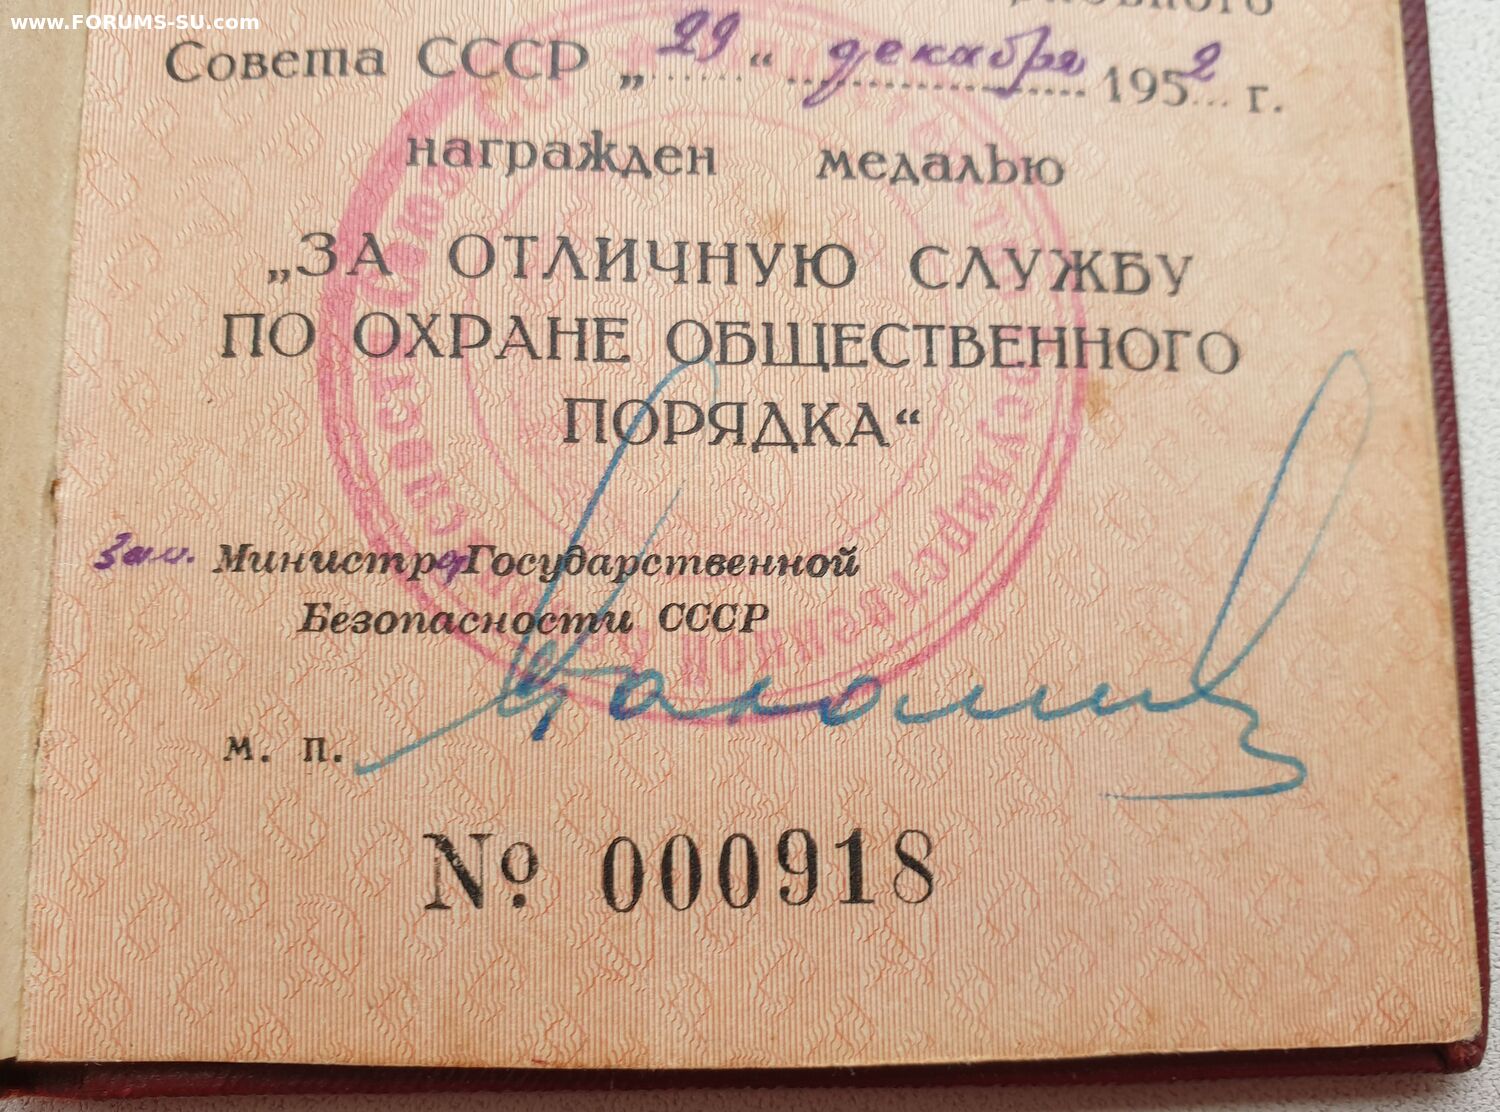 www.FORUMS-SU.com
Совета СССР „29“ декабря 1952 г.
награжден медалью
„ЗА ОТЛИЧНУЮ СЛУЖБУ
ПО ОХРАНЕ ОБЩЕСТВЕННОГО
ПОРЯДКА“
Зам. Министра Государственной
Безопасности СССР
м. п.
№ 000918